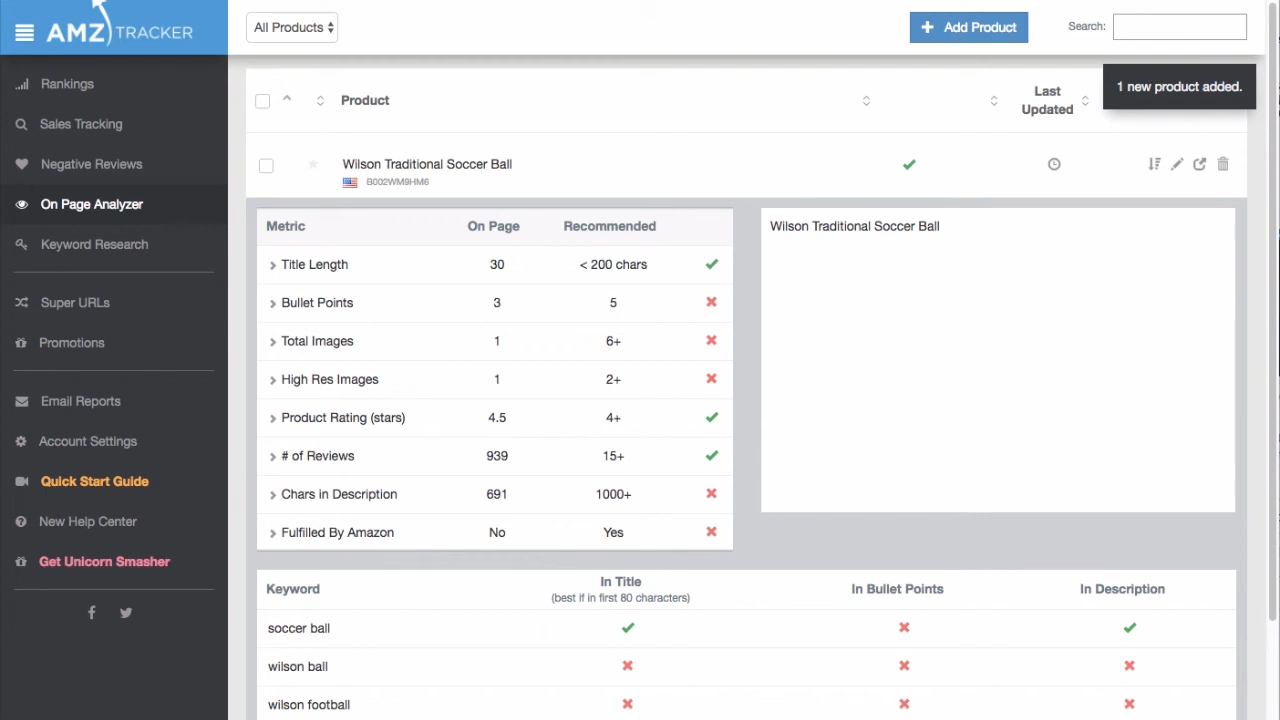 AMZ TRACKER
All Products
+ Add Product
Search:
1 new product added.
Rankings
Sales Tracking
Negative Reviews
On Page Analyzer
Keyword Research
Super URLs
Promotions
Email Reports
Account Settings
Quick Start Guide
New Help Center
Get Unicorn Smasher
Product
Last
Updated
Wilson Traditional Soccer Ball
B002WM9HM6
Metric On Page Recommended
Title Length 30 < 200 chars
Bullet Points 3 5
Total Images 1 6+
High Res Images 1 2+
Product Rating (stars) 4.5 4+
# of Reviews 939 15+
Chars in Description 691 1000+
Fulfilled By Amazon No Yes
Wilson Traditional Soccer Ball
Keyword In Title In Bullet Points In Description
(best if in first 80 characters)
soccer ball
wilson ball
wilson football